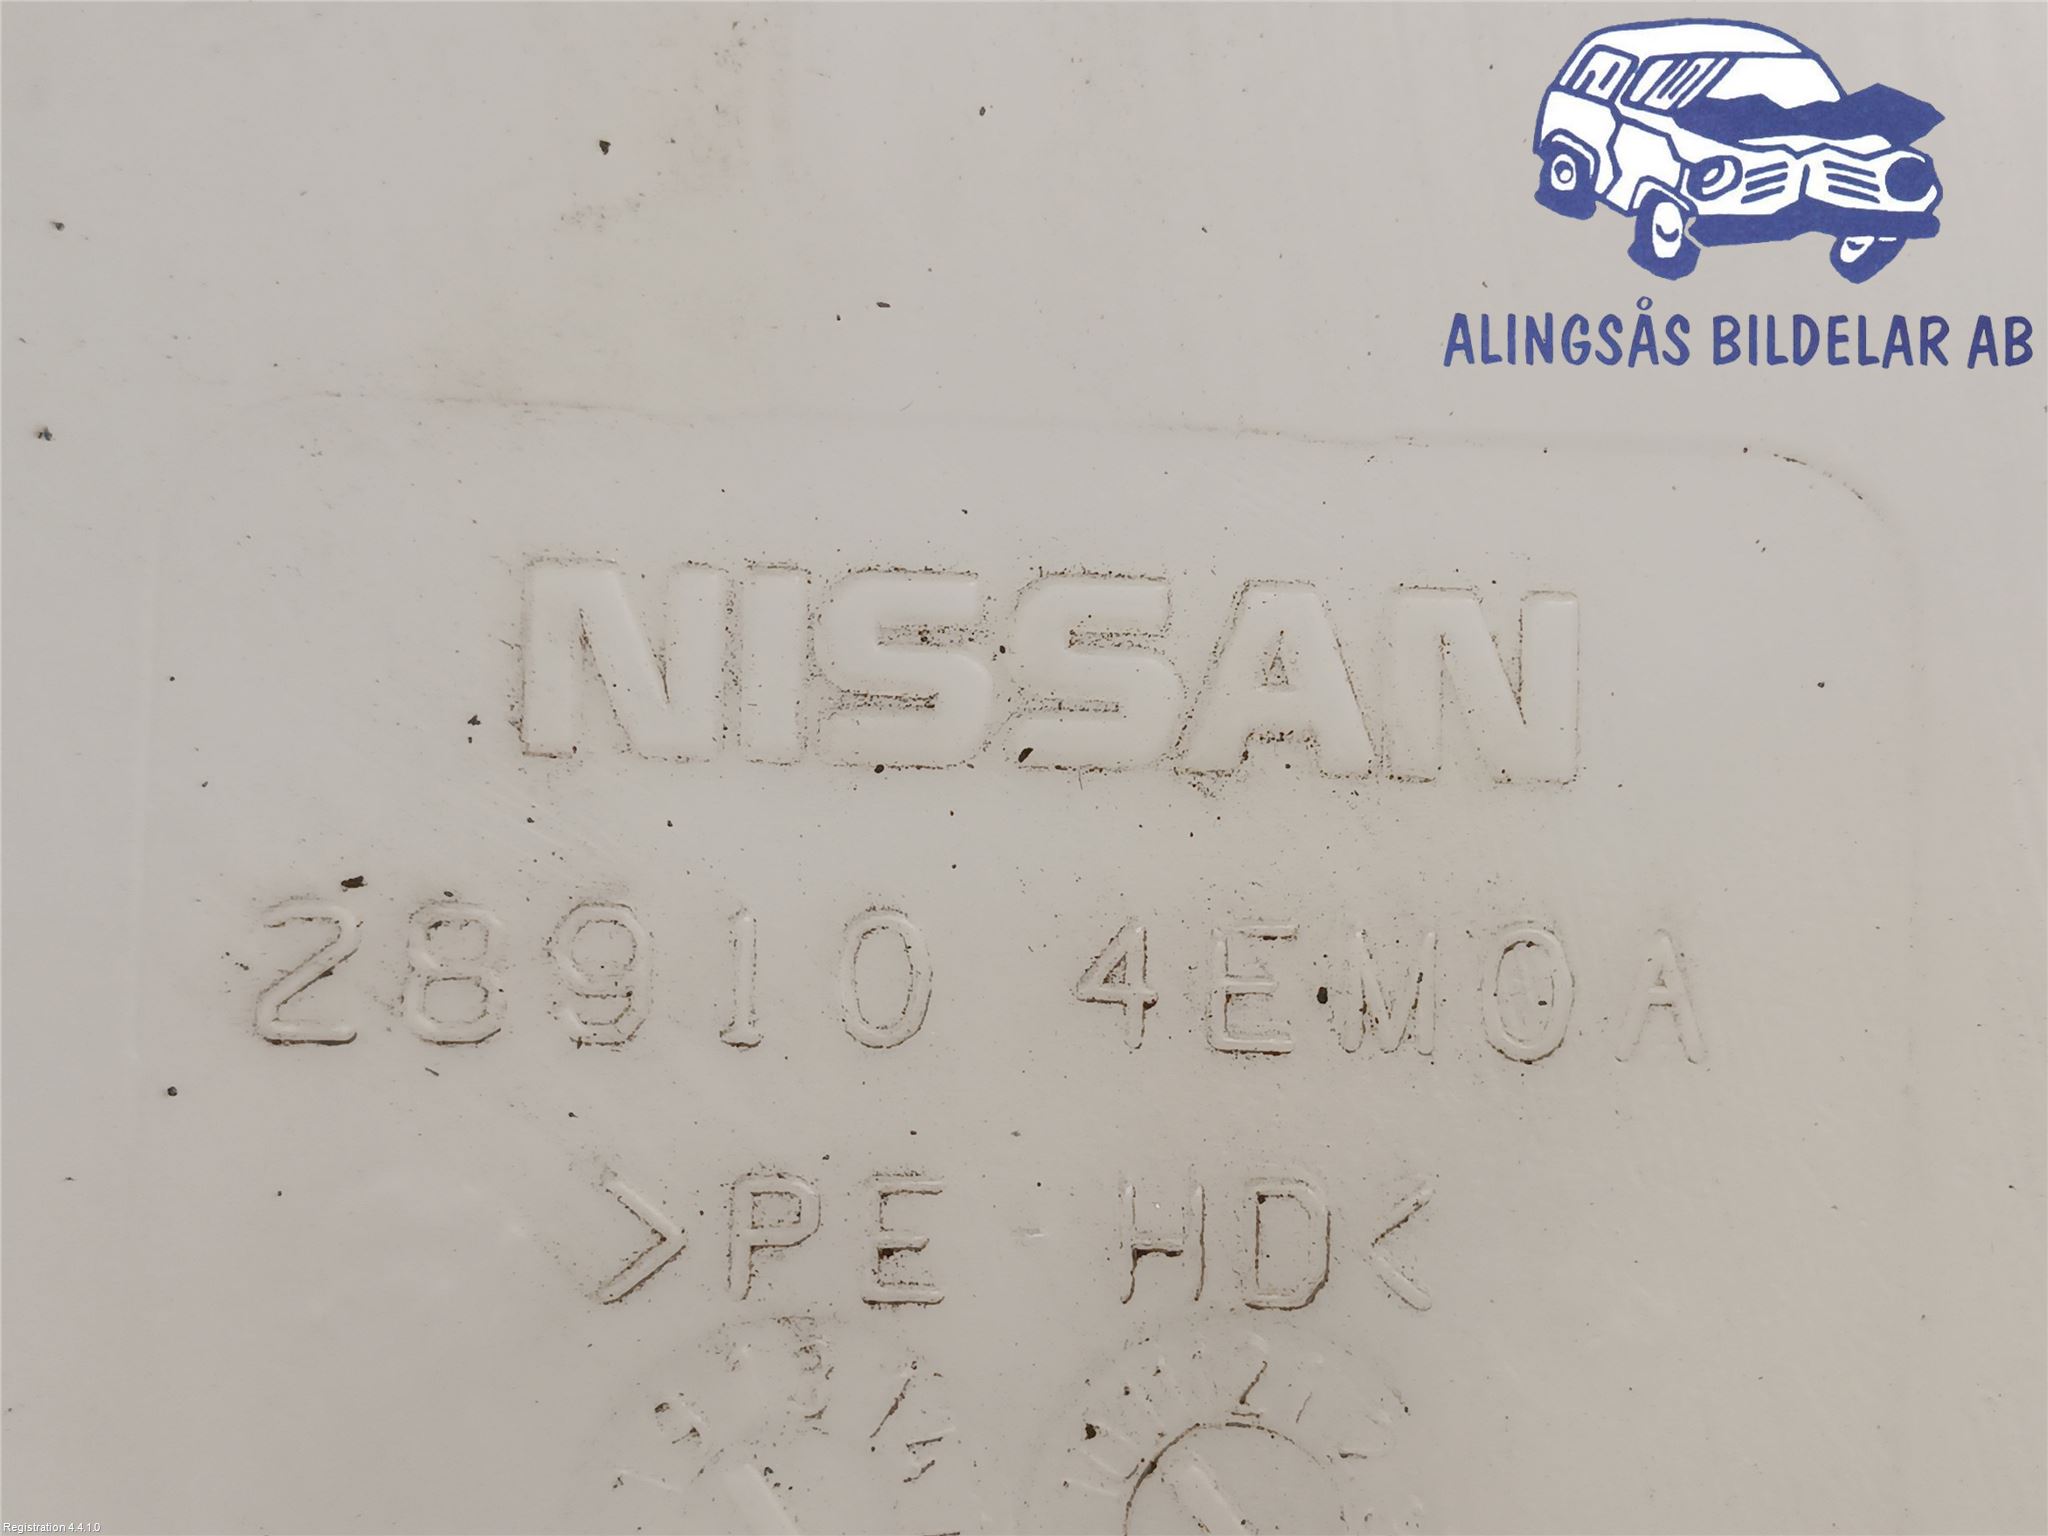 ALINGSÅS BILDELAR AB
NISSAN
28910 4EM0A
>PE-HD<
Registration 4.4.1.0